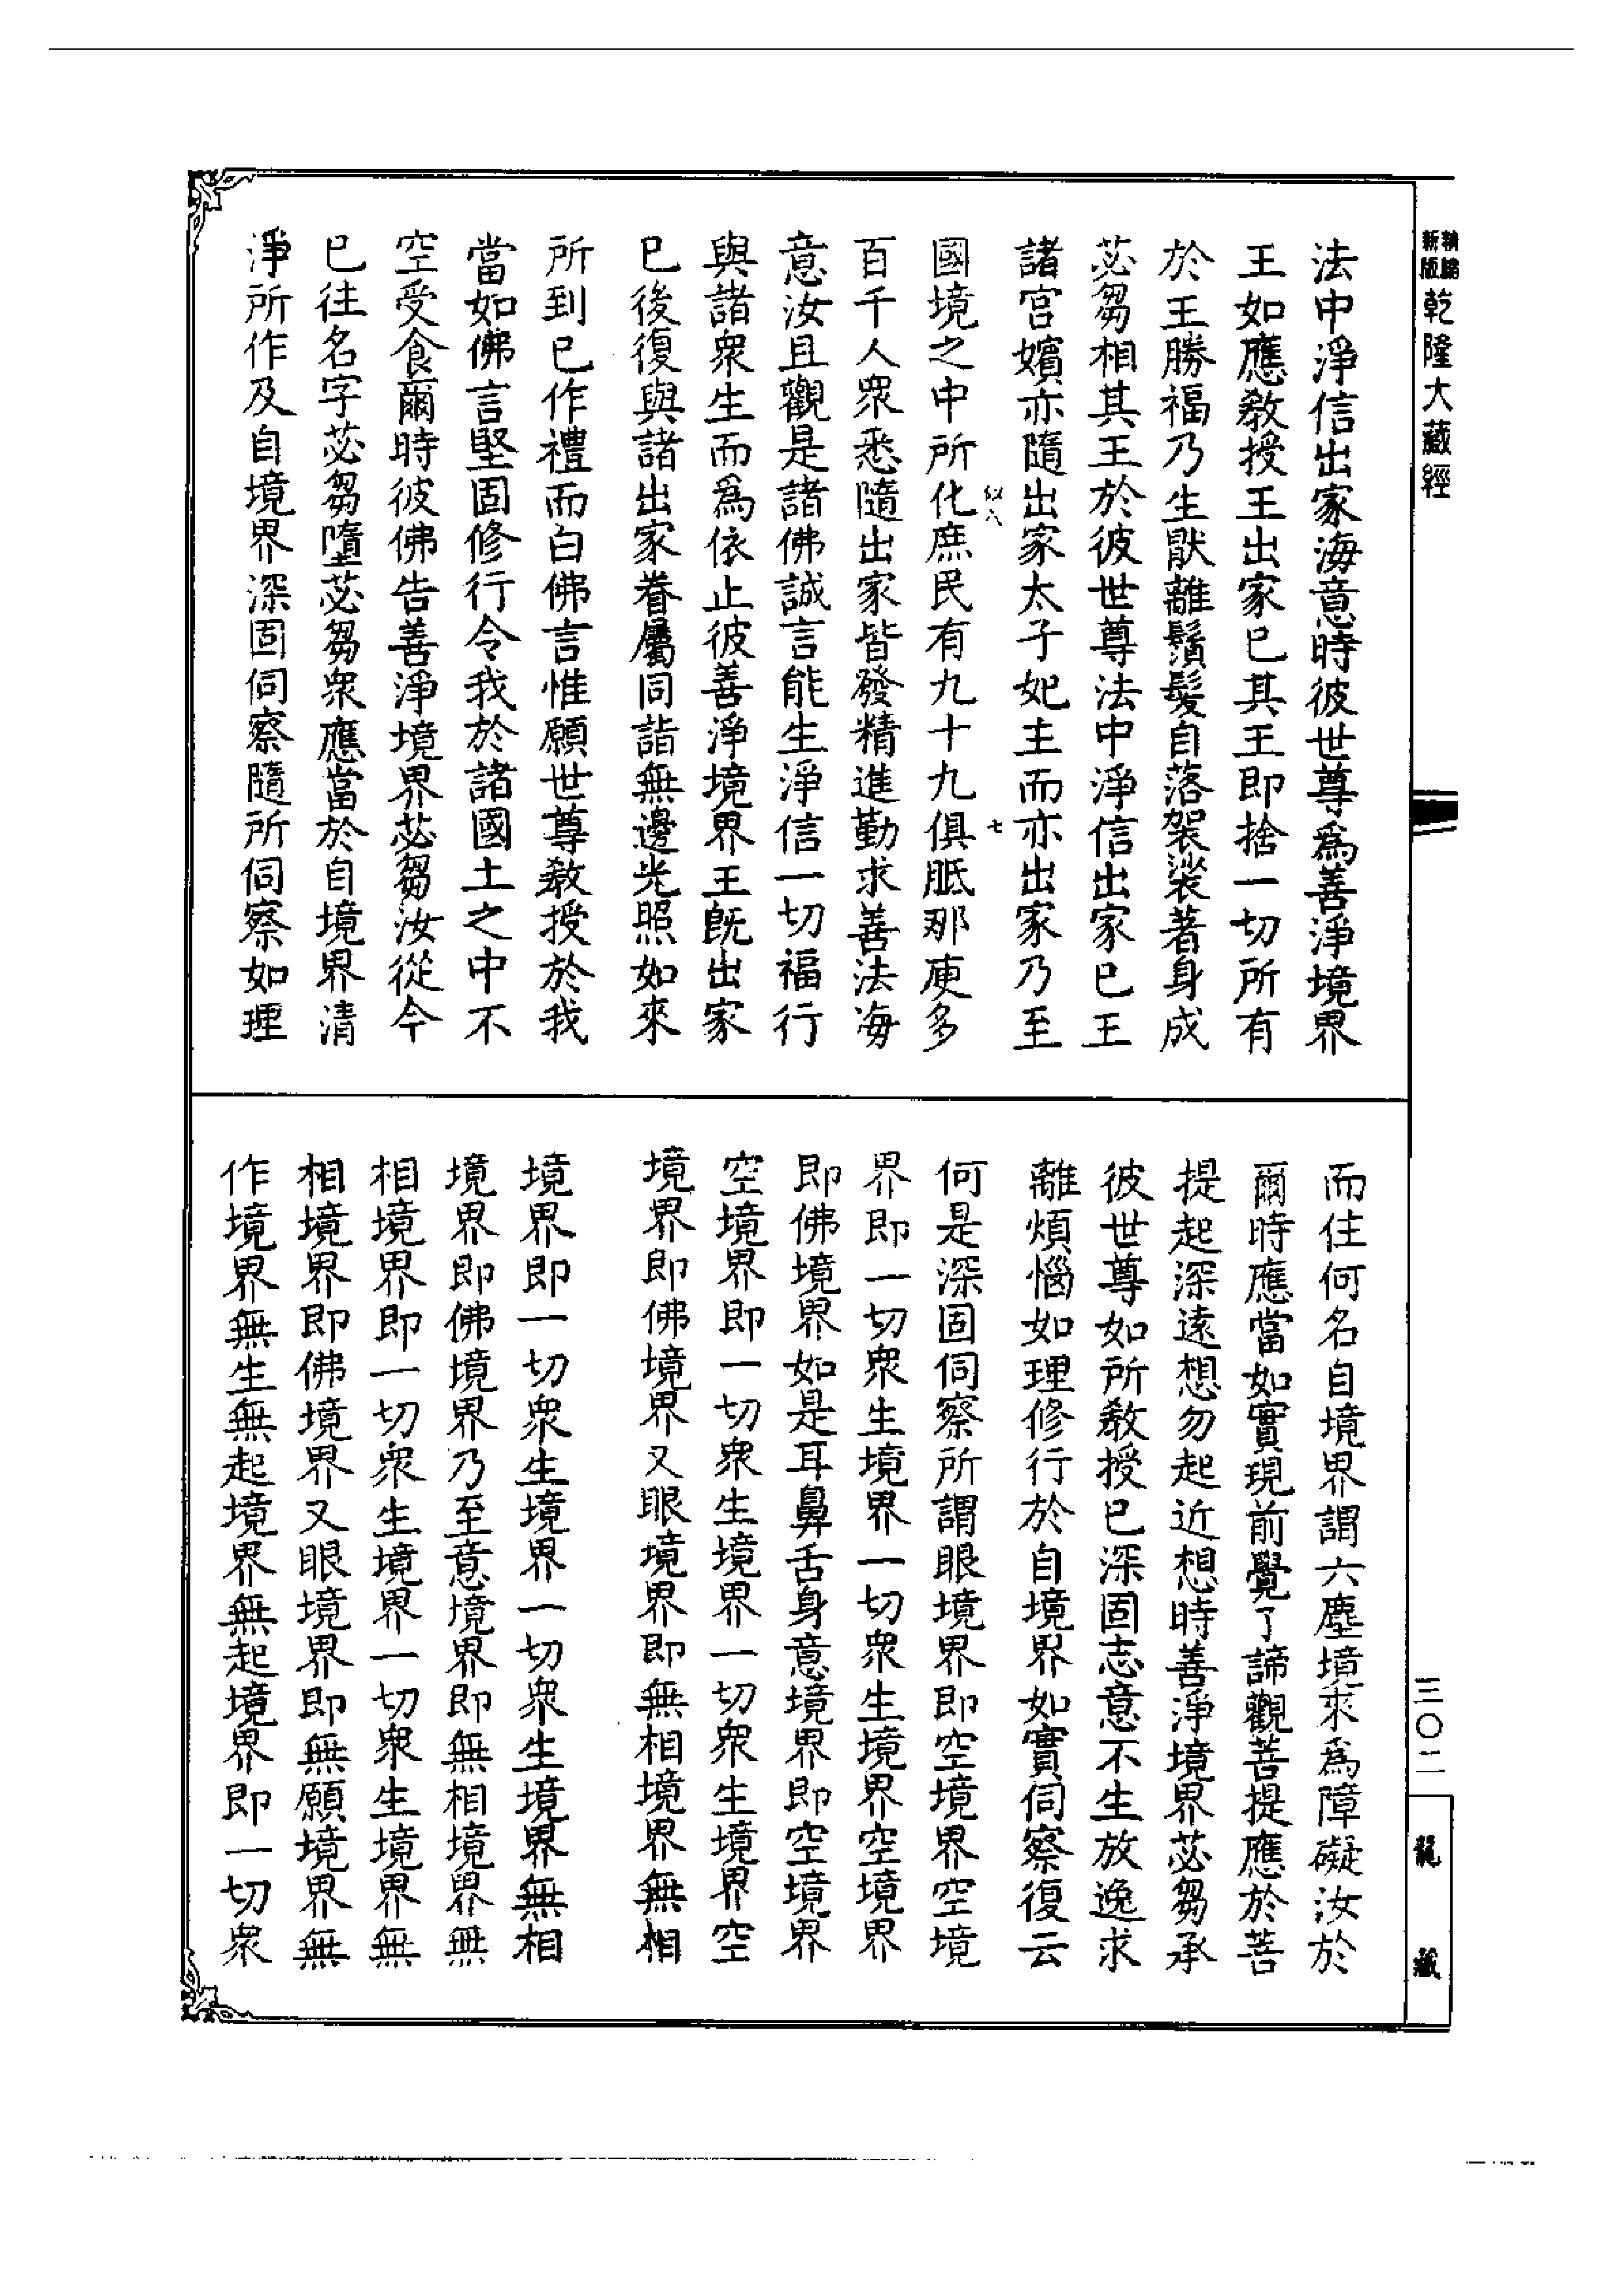 新版
乾隆大藏經
法中淨信出家海意時彼世尊爲善淨境界
王如應教授王出家已其王即捨一切所有
於王勝福乃生猒離鬚髮自落袈裟著身成
苾芻相其王於彼世尊法中淨信出家已王
諸宮嬪亦隨出家太子妃主而亦出家乃至
國境之中所化庶民有九十九俱胝那庾多
百千人衆悉隨出家皆發精進勤求善法海
意汝且觀是諸佛誠言能生淨信一切福行
與諸衆生而爲依止彼善淨境界王既出家
已後復與諸出家眷屬同詣無邊光照如來
所到已作禮而白佛言惟願世尊教授於我
當如佛言堅固修行令我於諸國土之中不
空受食爾時彼佛告善淨境界苾芻汝從今
已往名字苾芻墮苾芻衆應當於自境界清
淨所作及自境界深固伺察隨所伺察如理
七
而住何名自境界謂六塵境來爲障礙汝於
爾時應當如實現前覺了諦觀菩提應於菩
提起深遠想勿起近想時善淨境界苾芻承
彼世尊如所教授已深固志意不生放逸求
離煩惱如理修行於自境界如實伺察復云
何是深固伺察所謂眼境界即空境界空境
界即一切衆生境界一切衆生境界空境界
即佛境界如是耳鼻舌身意境界即空境界
空境界即一切衆生境界一切衆生境界空
境界即佛境界又眼境界即無相境界無相
境界即一切衆生境界一切衆生境界無相
境界即佛境界乃至意境界即無相境界無
相境界即一切衆生境界一切衆生境界無
相境界即佛境界又眼境界即無願境界無
作境界無生無起境界無起境界即一切衆
三〇二
龍藏